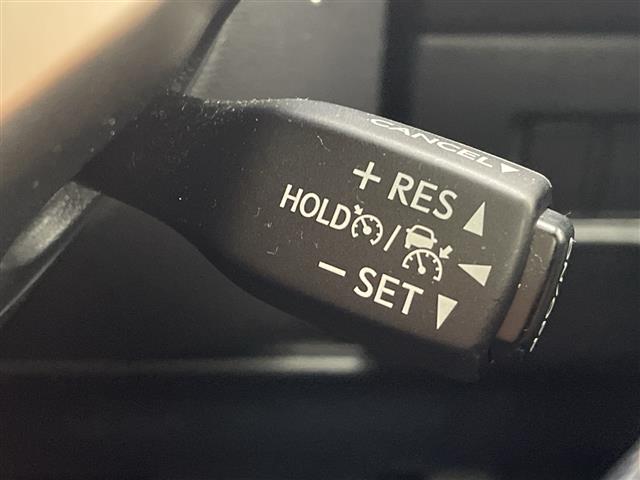 CANCEL
+ RES
HOLD /
− SET